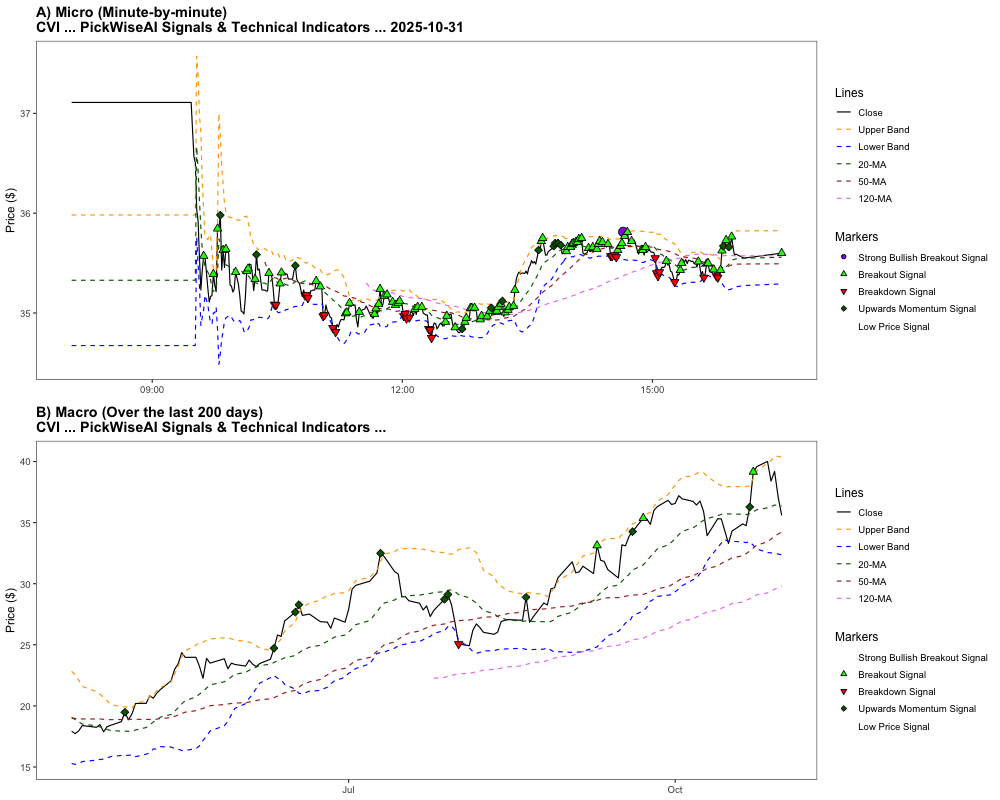 A) Micro (Minute-by-minute)
CVI ... PickWiseAI Signals & Technical Indicators ... 2025-10-31
Price ($)
37
36
35
09:00
12:00
15:00
Lines
Close
Upper Band
Lower Band
20-MA
50-MA
120-MA
Markers
Strong Bullish Breakout Signal
Breakout Signal
Breakdown Signal
Upwards Momentum Signal
Low Price Signal
B) Macro (Over the last 200 days)
CVI ... PickWiseAI Signals & Technical Indicators ...
Price ($)
40
35
30
25
20
15
Jul
Oct
Lines
Close
Upper Band
Lower Band
20-MA
50-MA
120-MA
Markers
Strong Bullish Breakout Signal
Breakout Signal
Breakdown Signal
Upwards Momentum Signal
Low Price Signal